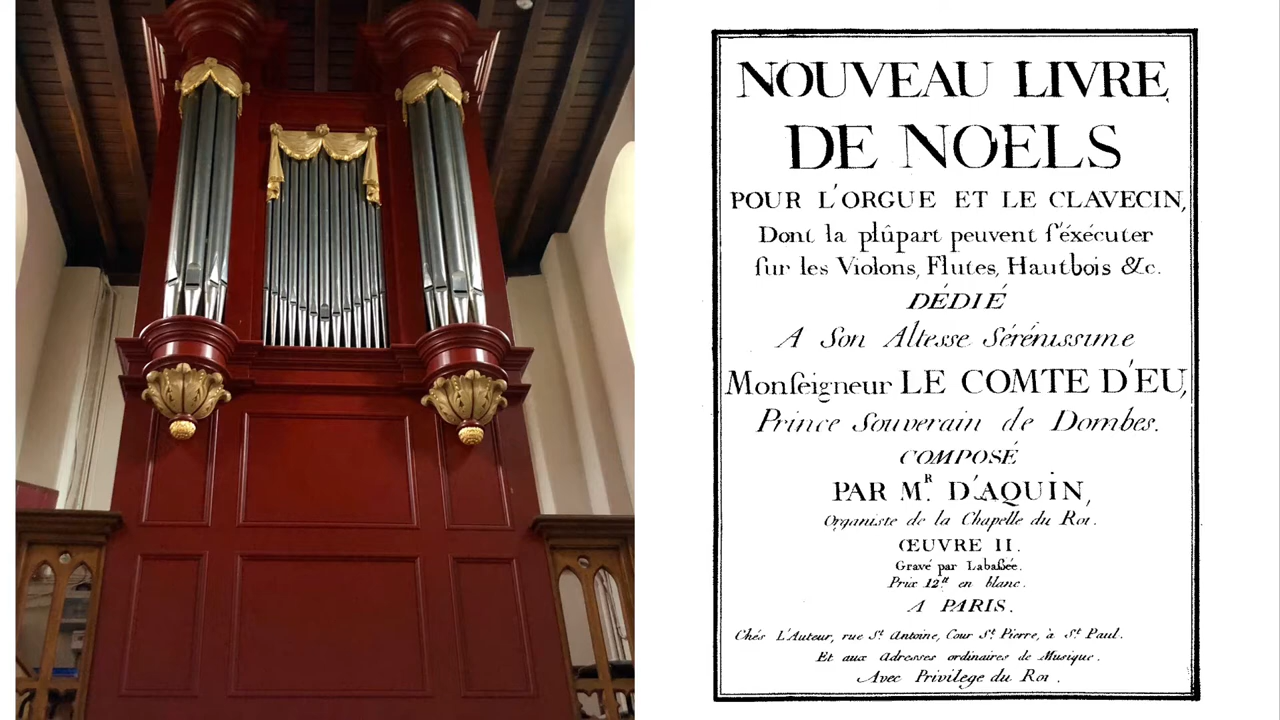 NOUVEAU LIVRE
DE NOELS
POUR L'ORGUE ET LE CLAVECIN,
Dont la plûpart peuvent s'éxécuter
sur les Violons, Flutes, Hautbois &c.
DÉDIÉ
A Son Altesse Sérénissime
Monseigneur LE COMTE D'EU,
Prince Souverain de Dombes.
COMPOSÉ
PAR MR. D'AQUIN,
Organiste de la Chapelle du Roi.
ŒUVRE II.
Gravé par Labassée.
Prix 12tt en blanc.
A PARIS.
Chés L'Auteur, rue St. Antoine, Cour St. Pierre, à St. Paul.
Et aux Adresses ordinaires de Musique.
Avec Privilege du Roi.